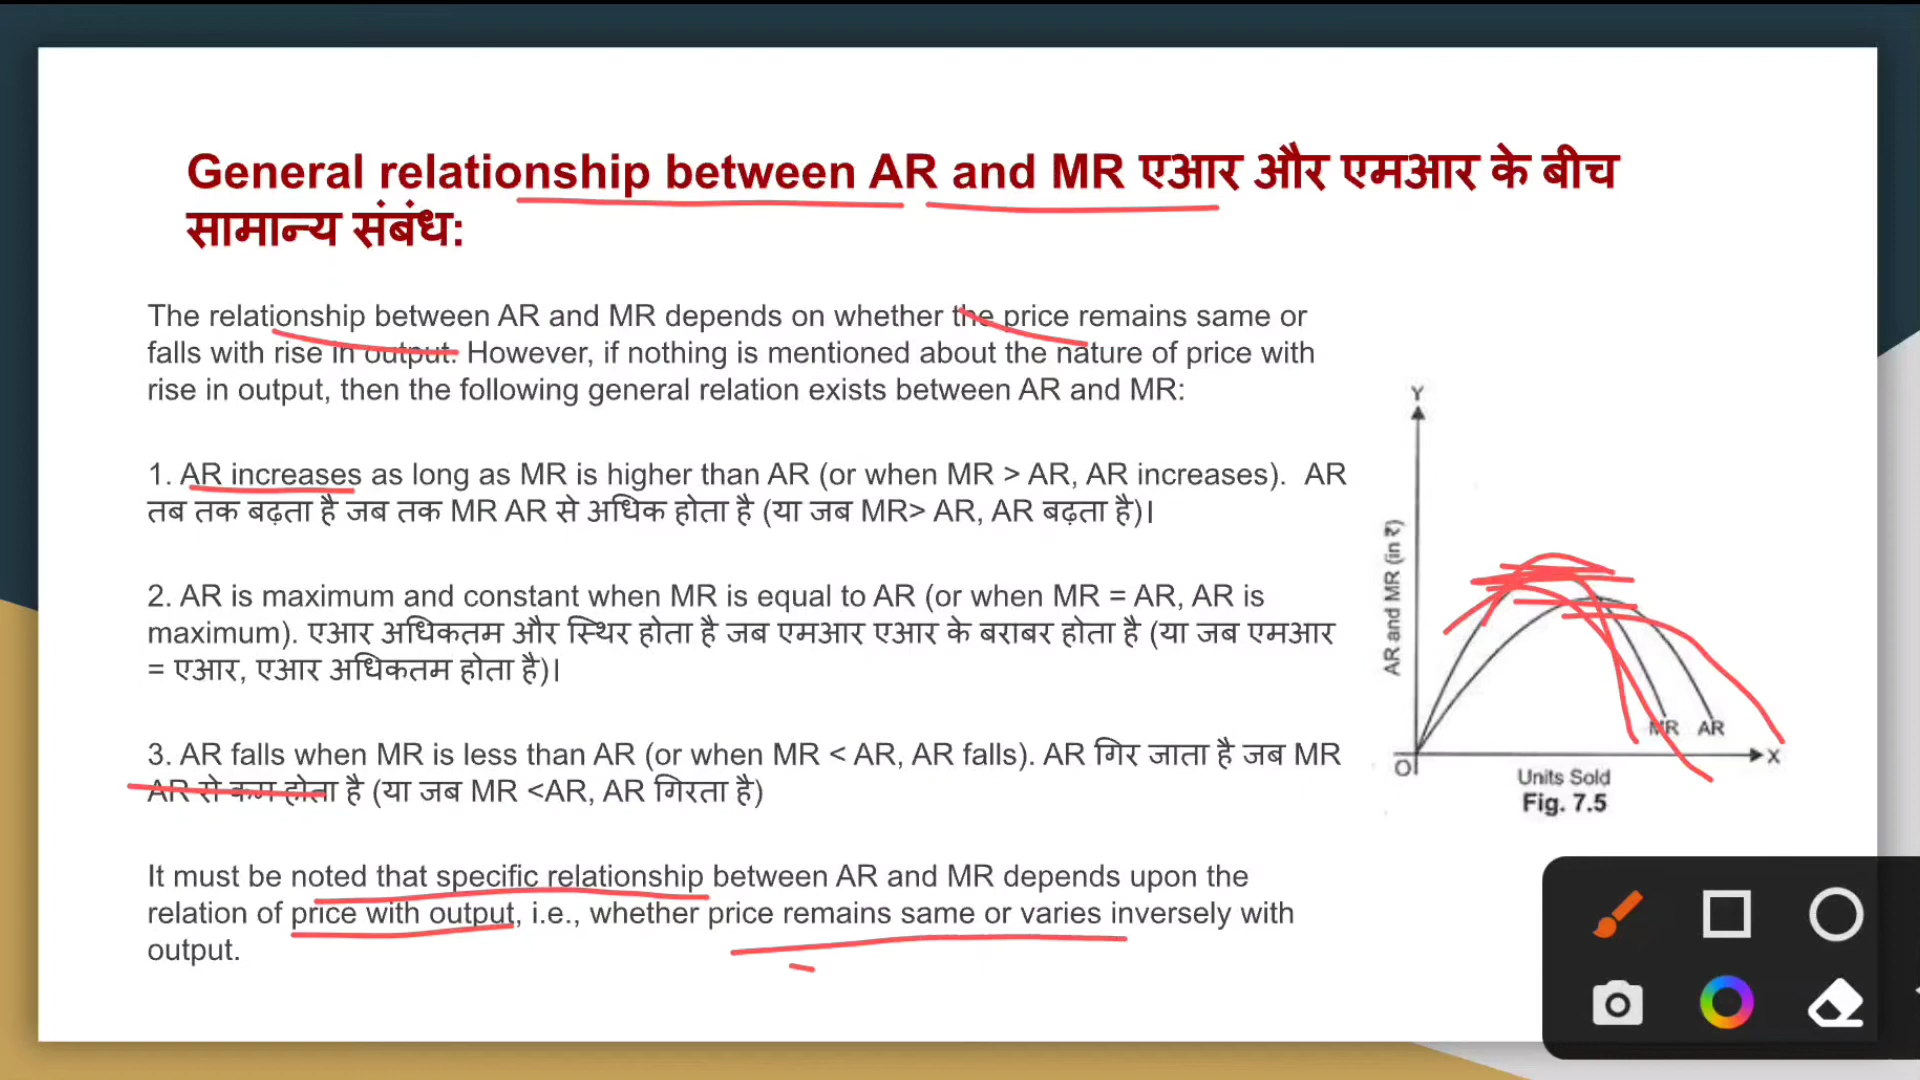 General relationship between AR and MR एआर और एमआर के बीच
सामान्य संबंध:
The relationship between AR and MR depends on whether the price remains same or
falls with rise in output. However, if nothing is mentioned about the nature of price with
rise in output, then the following general relation exists between AR and MR:
1. AR increases as long as MR is higher than AR (or when MR > AR, AR increases).  AR
तब तक बढ़ता है जब तक MR AR से अधिक होता है (या जब MR> AR, AR बढ़ता है)।
2. AR is maximum and constant when MR is equal to AR (or when MR = AR, AR is
maximum). एआर अधिकतम और स्थिर होता है जब एमआर एआर के बराबर होता है (या जब एमआर
= एआर, एआर अधिकतम होता है)।
3. AR falls when MR is less than AR (or when MR < AR, AR falls). AR गिर जाता है जब MR
AR से कम होता है (या जब MR <AR, AR गिरता है)
It must be noted that specific relationship between AR and MR depends upon the
relation of price with output, i.e., whether price remains same or varies inversely with
output.
Y
AR and MR (in ₹)
MR AR
O
X
Units Sold
Fig. 7.5